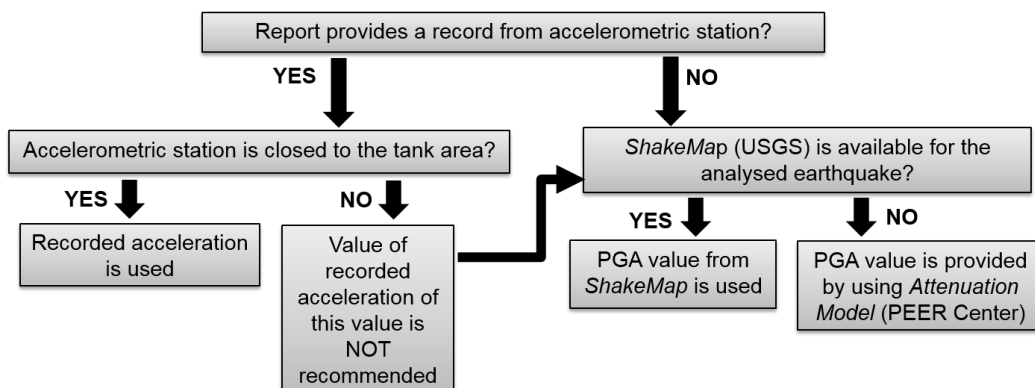 Report provides a record from accelerometric station?
YES
NO
Accelerometric station is closed to the tank area?
ShakeMap (USGS) is available for the
analysed earthquake?
YES
NO
YES
NO
Recorded acceleration
is used
Value of
recorded
acceleration of
this value is
NOT
recommended
PGA value from
ShakeMap is used
PGA value is provided
by using Attenuation
Model (PEER Center)